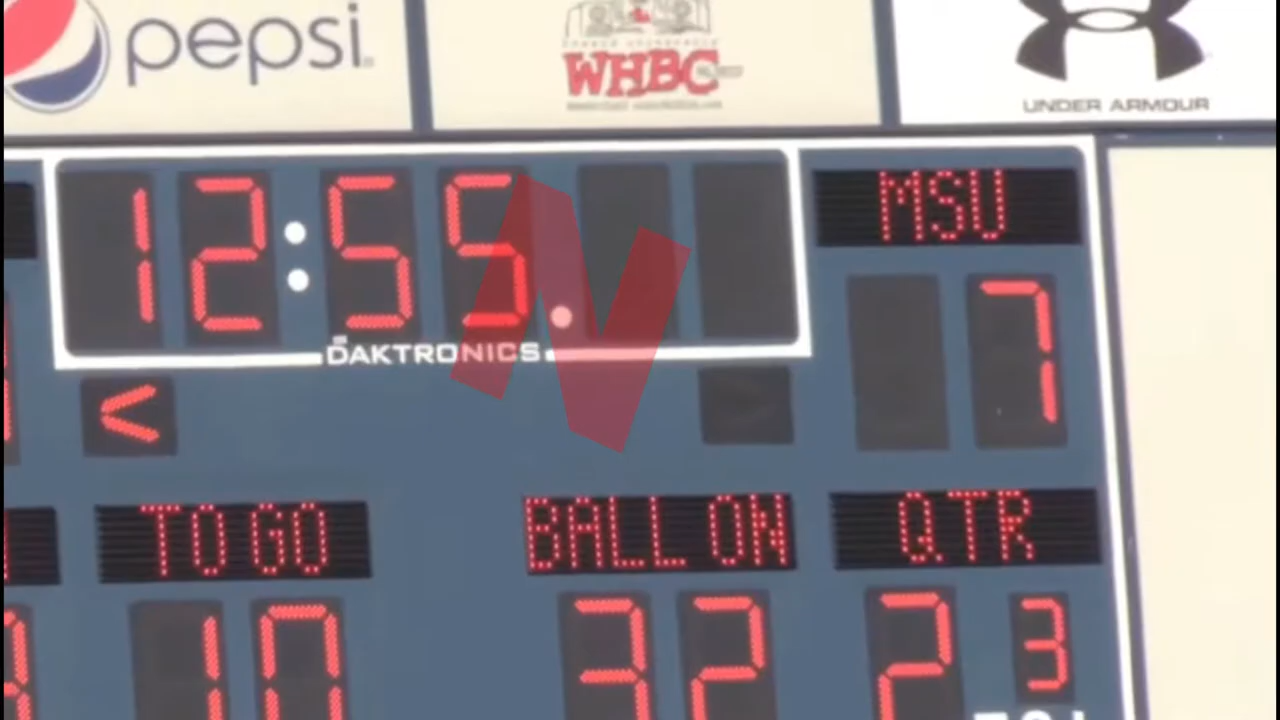 pepsi
WHBC
UNDER ARMOUR
12:55.
MSU
DAKTRONICS
7
<
TO GO
BALL ON
QTR
10
32
2
3